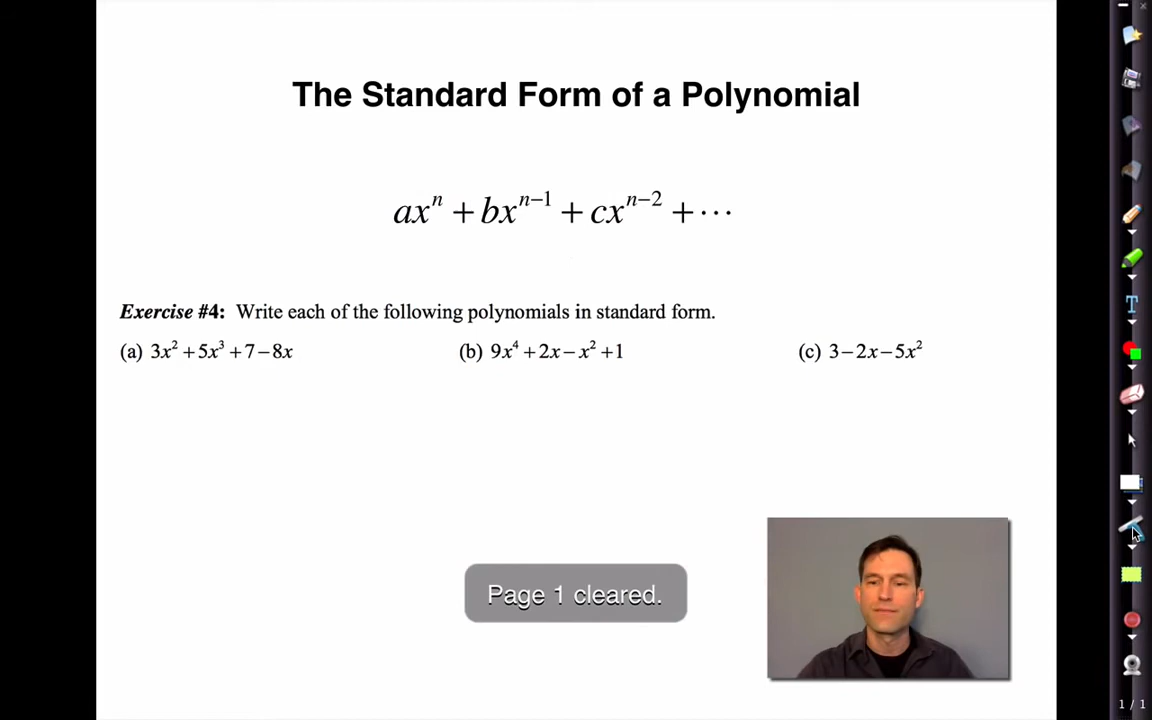 The Standard Form of a Polynomial
axⁿ + bxⁿ⁻¹ + cxⁿ⁻² + ⋯
Exercise #4: Write each of the following polynomials in standard form.
(a) 3x² + 5x³ + 7 − 8x (b) 9x⁴ + 2x − x² + 1 (c) 3 − 2x − 5x²
Page 1 cleared.
T
1 / 1